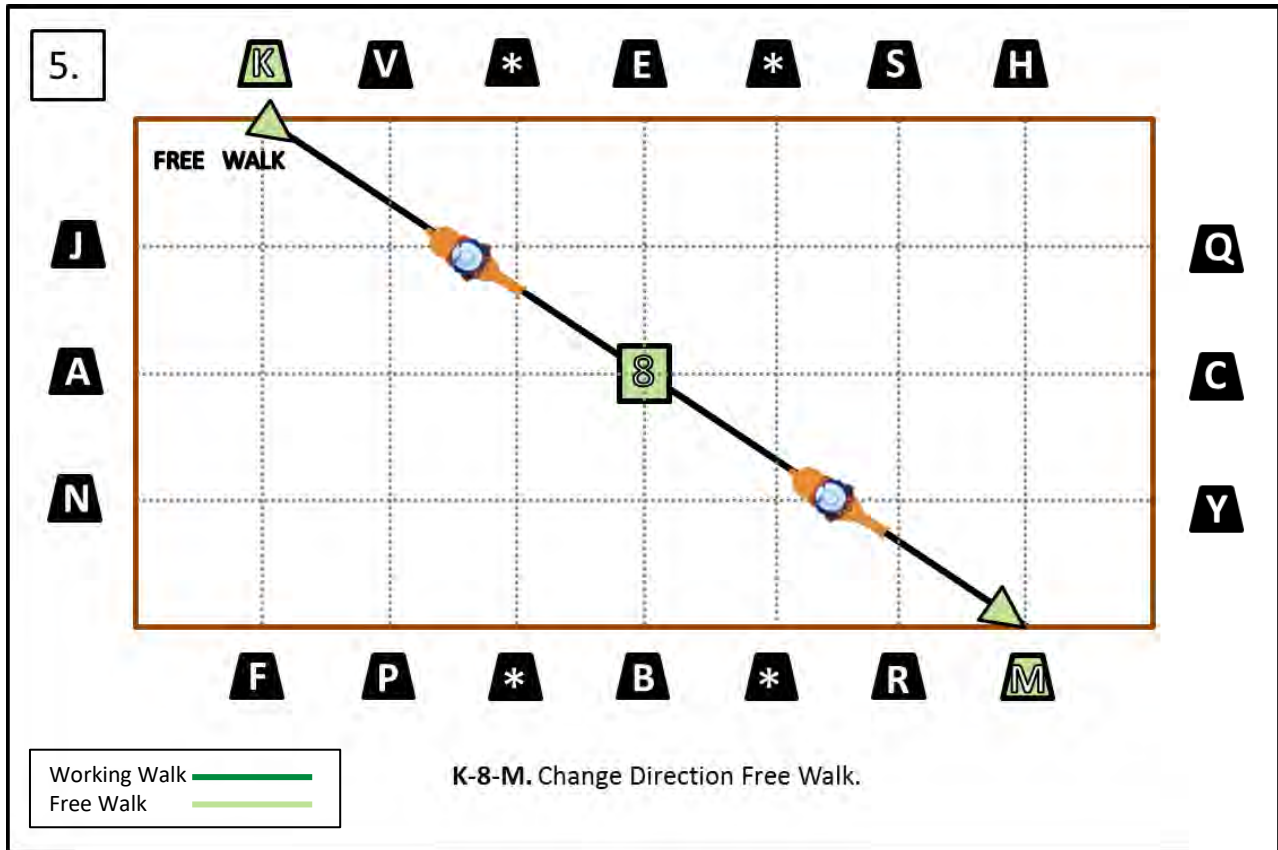 5.
K V * E * S H
FREE WALK
J Q
A 8 C
N Y
F P * B * R M
Working Walk
Free Walk
K-8-M. Change Direction Free Walk.